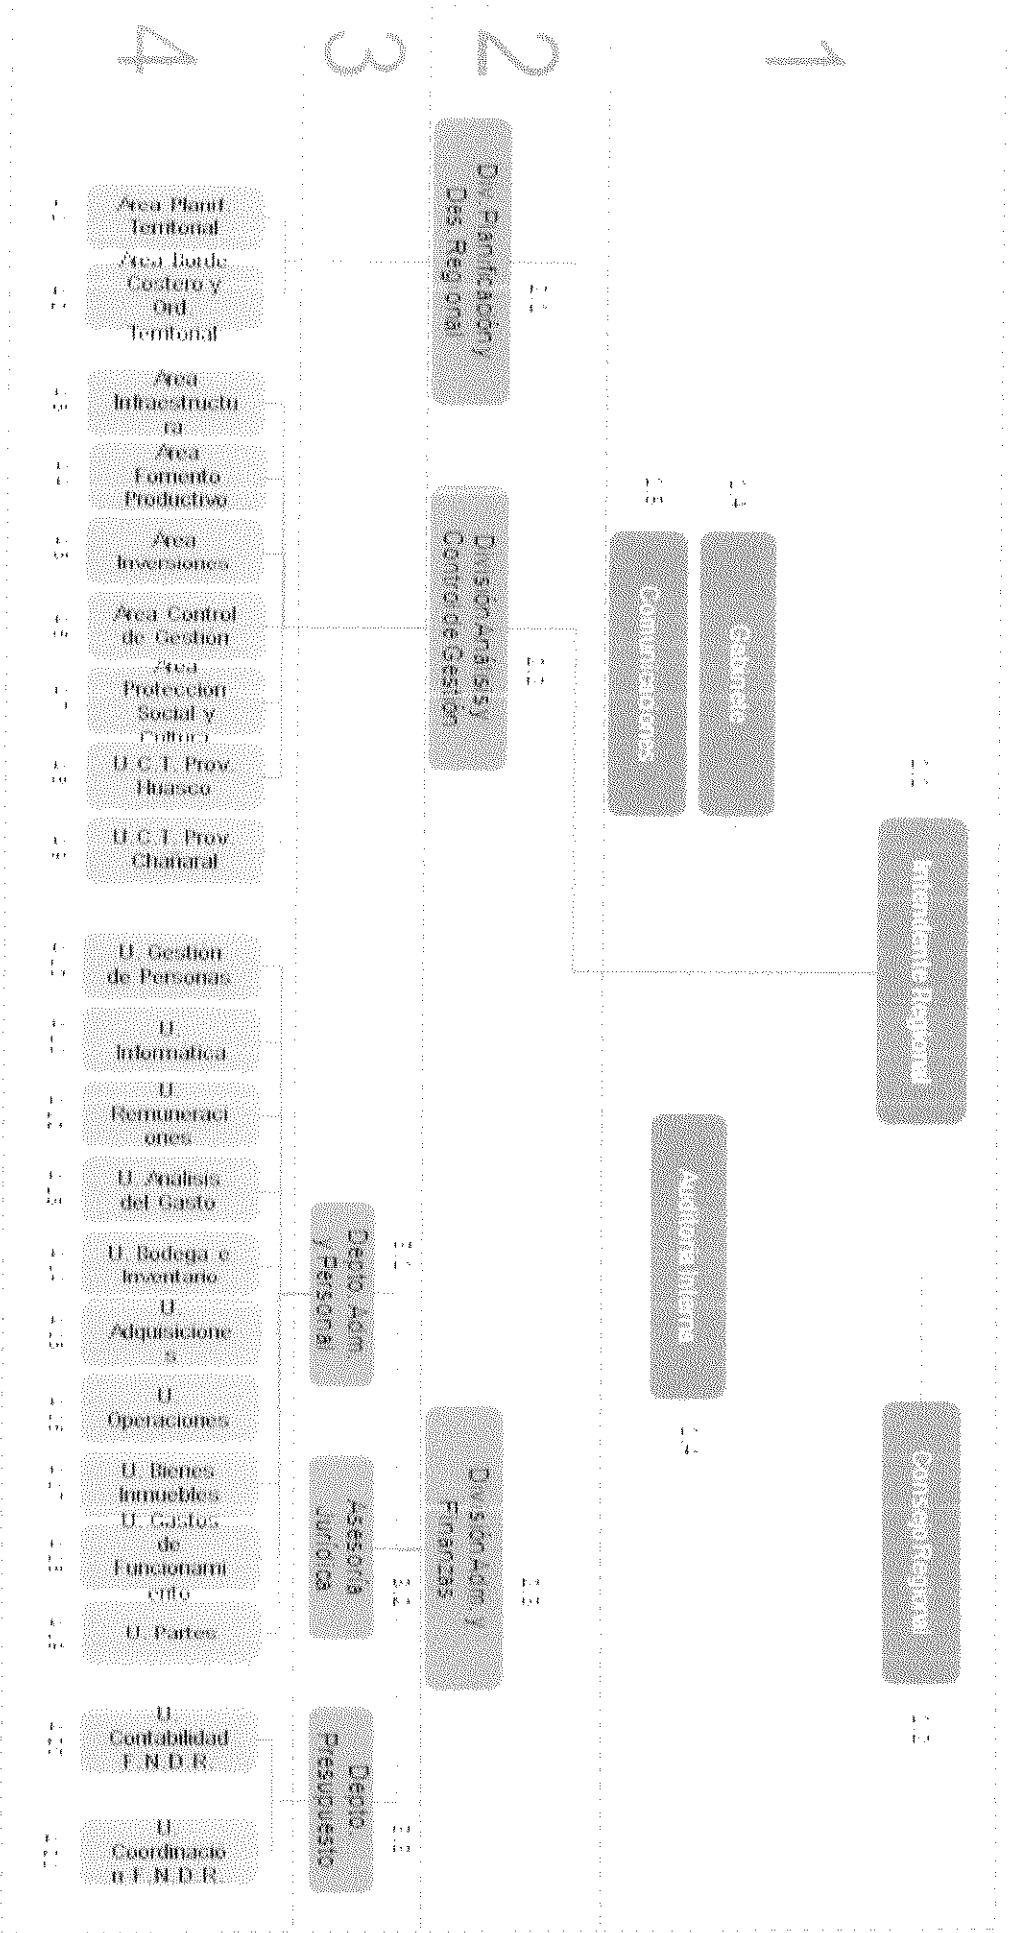 1
Intendente Regional
Consejo Regional
Gabinete
Comunicaciones
Auditoria Interna
2
Div. Planificación y
Des. Regional
División Análisis y
Control de Gestión
División Adm. y
Finanzas
3
Depto Adm.
y Personal
Asesoría
Jurídica
Depto
Presupuesto
4
Area Planif.
Territorial
Area Borde
Costero y
Ord
Territorial
Area
Infraestructu
ra
Area
Fomento
Productivo
Area
Inversiones
Area Control
de Gestion
Area
Proteccion
Social y
Cultura
U.C.T. Prov
Huasco
U.C.T. Prov
Chanaral
U. Gestion
de Personas
U.
Informatica
U.
Remuneraci
ones
U. Analisis
del Gasto
U. Bodega e
Inventario
U.
Adquisicione
s
U.
Operaciones
U. Bienes
Inmuebles
U. Gastos
de
Funcionami
ento
U. Partes
U.
Contabilidad
F.N.D.R.
U.
Coordinacio
n F.N.D.R.